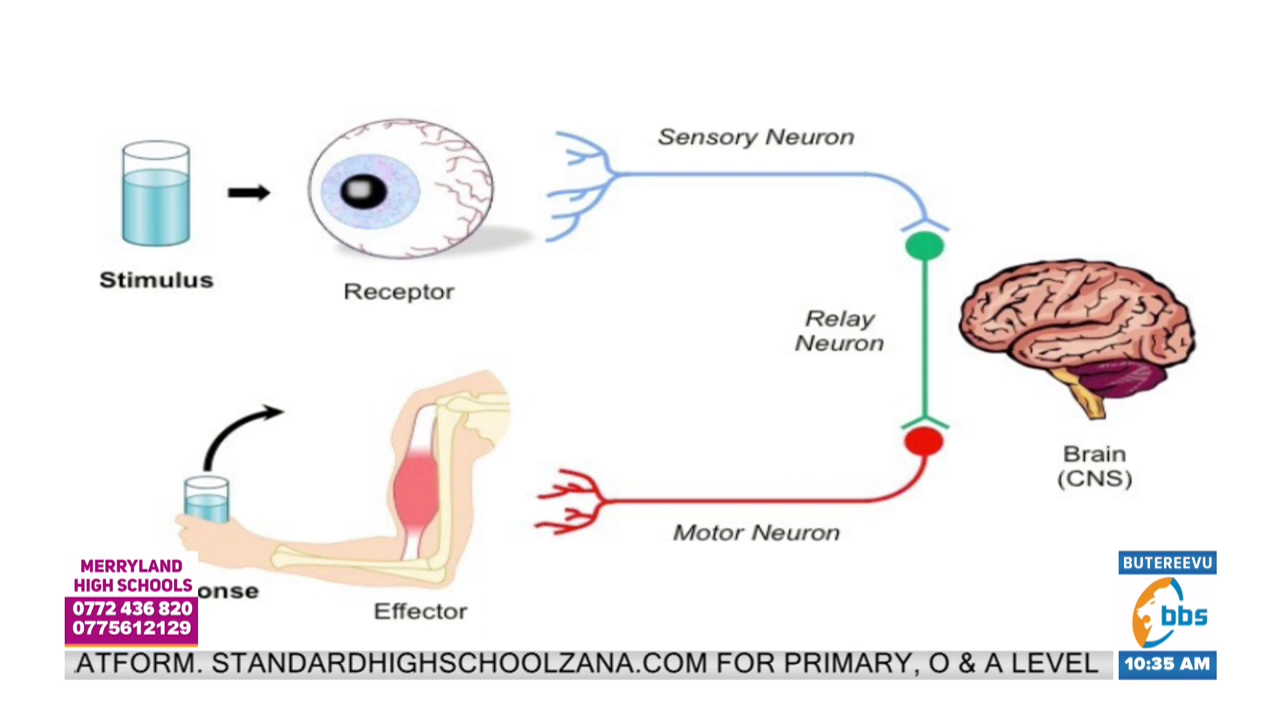 Sensory Neuron
Stimulus
Receptor
Relay
Neuron
Brain
(CNS)
Motor Neuron
onse
Effector
MERRYLAND
HIGH SCHOOLS
0772 436 820
0775612129
BUTEREEVU
bbs
10:35 AM
ATFORM. STANDARDHIGHSCHOOLZANA.COM FOR PRIMARY, O & A LEVEL